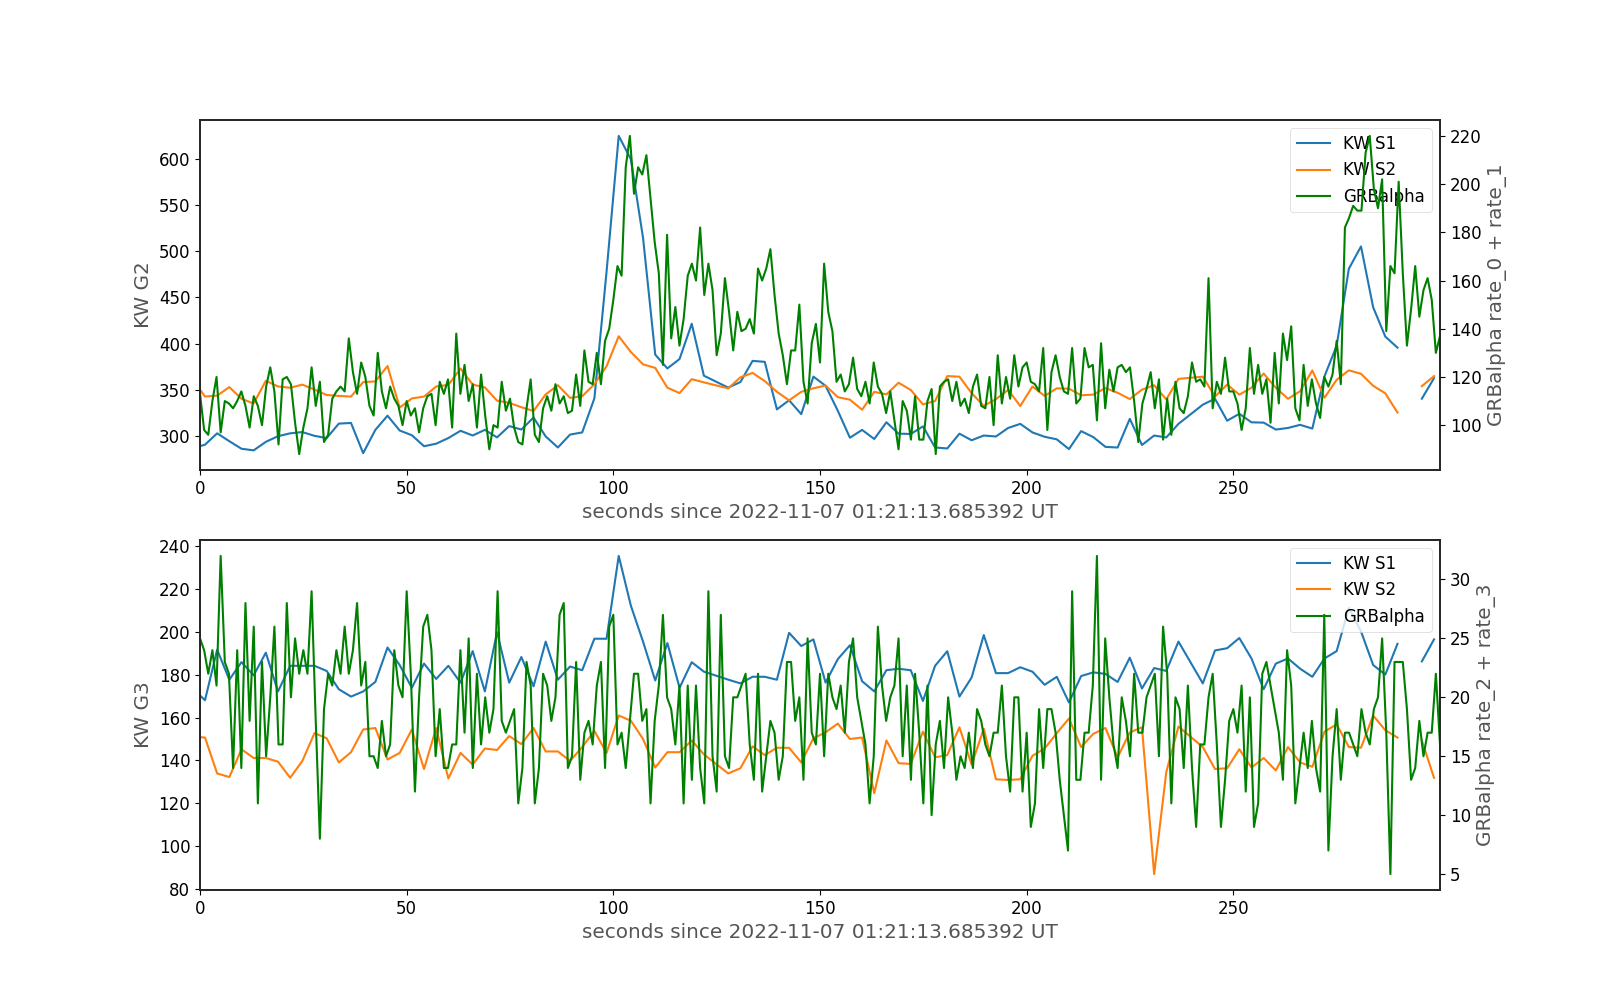 KW G2
600
550
500
450
400
350
300
KW S1
KW S2
GRBalpha
220
200
180
160
140
120
100
GRBalpha rate_0 + rate_1
0 50 100 150 200 250
seconds since 2022-11-07 01:21:13.685392 UT
KW G3
240
220
200
180
160
140
120
100
80
KW S1
KW S2
GRBalpha
30
25
20
15
10
5
GRBalpha rate_2 + rate_3
0 50 100 150 200 250
seconds since 2022-11-07 01:21:13.685392 UT